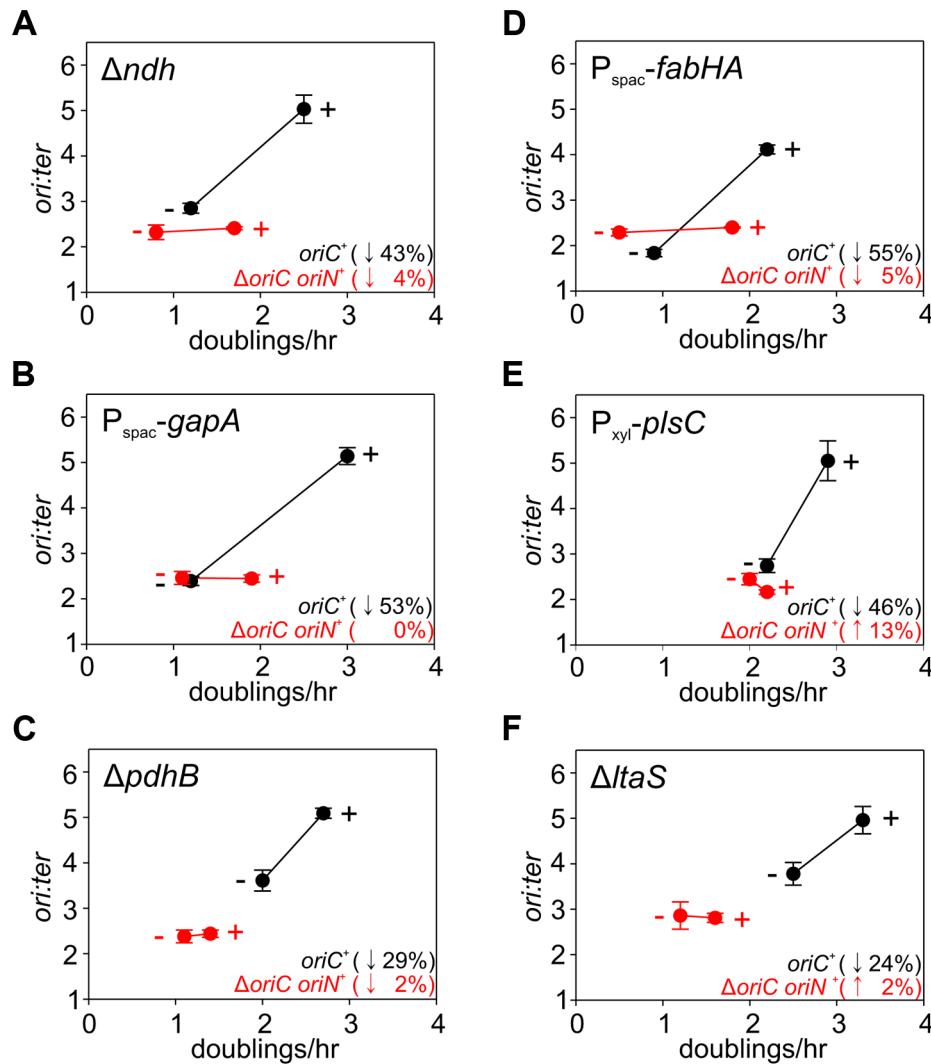 A
Δndh
6
5
4
3
2
1
ori:ter
- +
- +
oriC⁺ (↓ 43%)
ΔoriC oriN⁺ (↓ 4%)
0 1 2 3 4
doublings/hr
B
Pspac-gapA
6
5
4
3
2
1
ori:ter
- +
- +
oriC⁺ (↓ 53%)
ΔoriC oriN⁺ ( 0%)
0 1 2 3 4
doublings/hr
C
ΔpdhB
6
5
4
3
2
1
ori:ter
- +
- +
oriC⁺ (↓ 29%)
ΔoriC oriN⁺ (↓ 2%)
0 1 2 3 4
doublings/hr
D
Pspac-fabHA
6
5
4
3
2
1
ori:ter
- +
- +
oriC⁺ (↓ 55%)
ΔoriC oriN⁺ (↓ 5%)
0 1 2 3 4
doublings/hr
E
Pxyl-plsC
6
5
4
3
2
1
ori:ter
- +
- +
oriC⁺ (↓ 46%)
ΔoriC oriN⁺ (↑ 13%)
0 1 2 3 4
doublings/hr
F
ΔltaS
6
5
4
3
2
1
ori:ter
- +
- +
oriC⁺ (↓ 24%)
ΔoriC oriN⁺ (↑ 2%)
0 1 2 3 4
doublings/hr